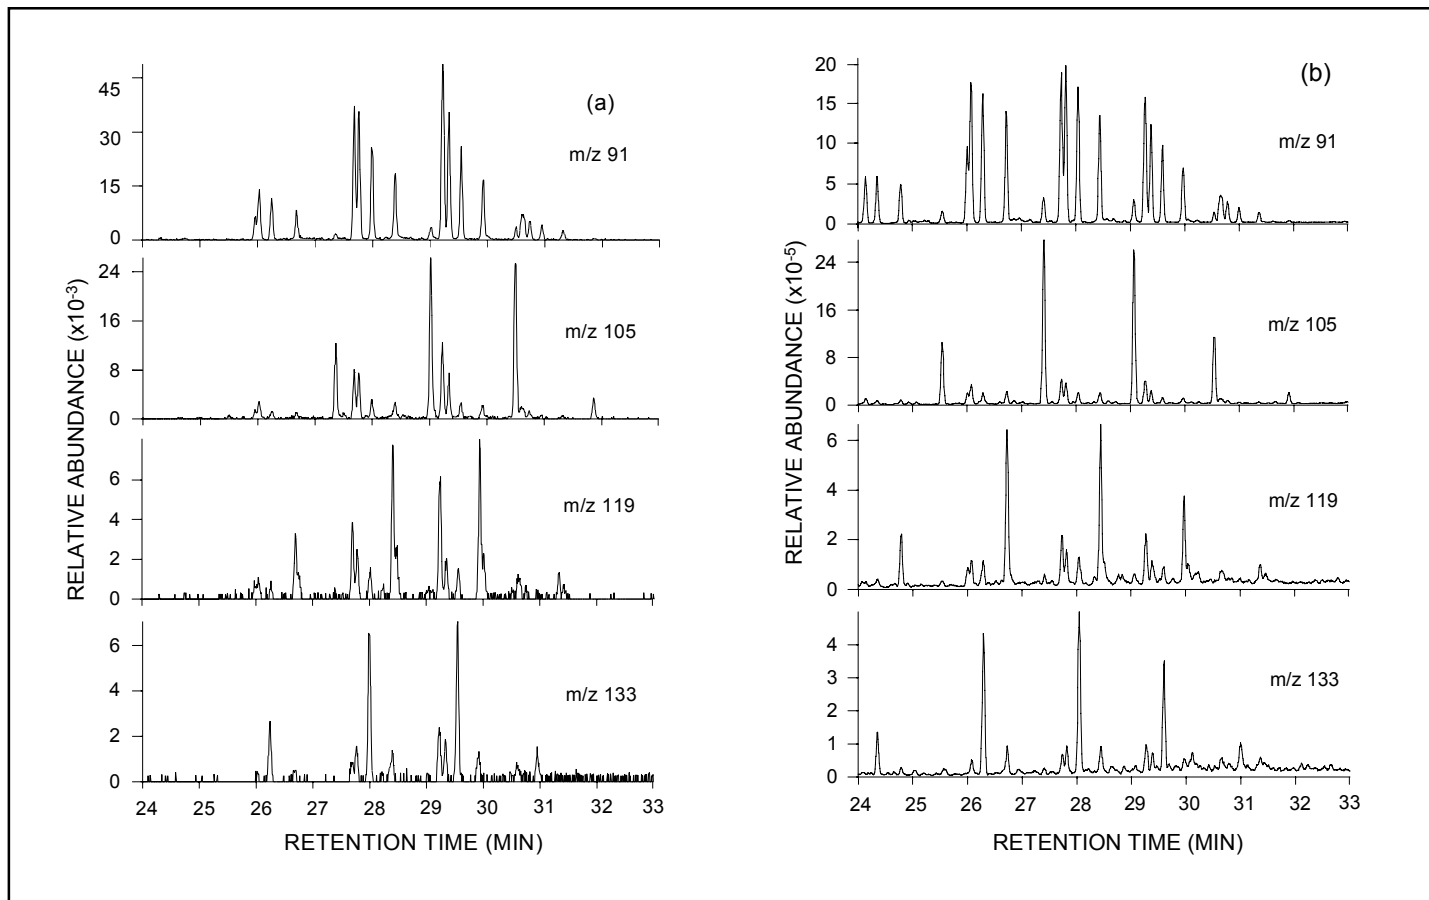 (a)
RELATIVE ABUNDANCE (x10-3)
45
30
15
0
m/z 91
24
16
8
0
m/z 105
6
4
2
0
m/z 119
6
4
2
0
m/z 133
24 25 26 27 28 29 30 31 32 33
RETENTION TIME (MIN)
(b)
RELATIVE ABUNDANCE (x10-5)
20
15
10
5
0
m/z 91
24
16
8
0
m/z 105
6
4
2
0
m/z 119
4
3
2
1
0
m/z 133
24 25 26 27 28 29 30 31 32 33
RETENTION TIME (MIN)